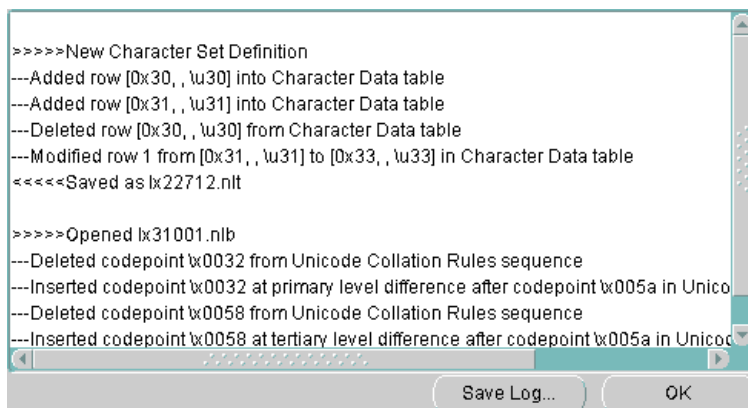 >>>>>New Character Set Definition
---Added row [0x30, , \u30] into Character Data table
---Added row [0x31, , \u31] into Character Data table
---Deleted row [0x30, , \u30] from Character Data table
---Modified row 1 from [0x31, , \u31] to [0x33, , \u33] in Character Data table
<<<<<Saved as lx22712.nlt
>>>>>Opened lx31001.nlb
---Deleted codepoint \x0032 from Unicode Collation Rules sequence
---Inserted codepoint \x0032 at primary level difference after codepoint \x005a in Unico
---Deleted codepoint \x0058 from Unicode Collation Rules sequence
---Inserted codepoint \x0058 at tertiary level difference after codepoint \x005a in Unicod
Save Log...
OK